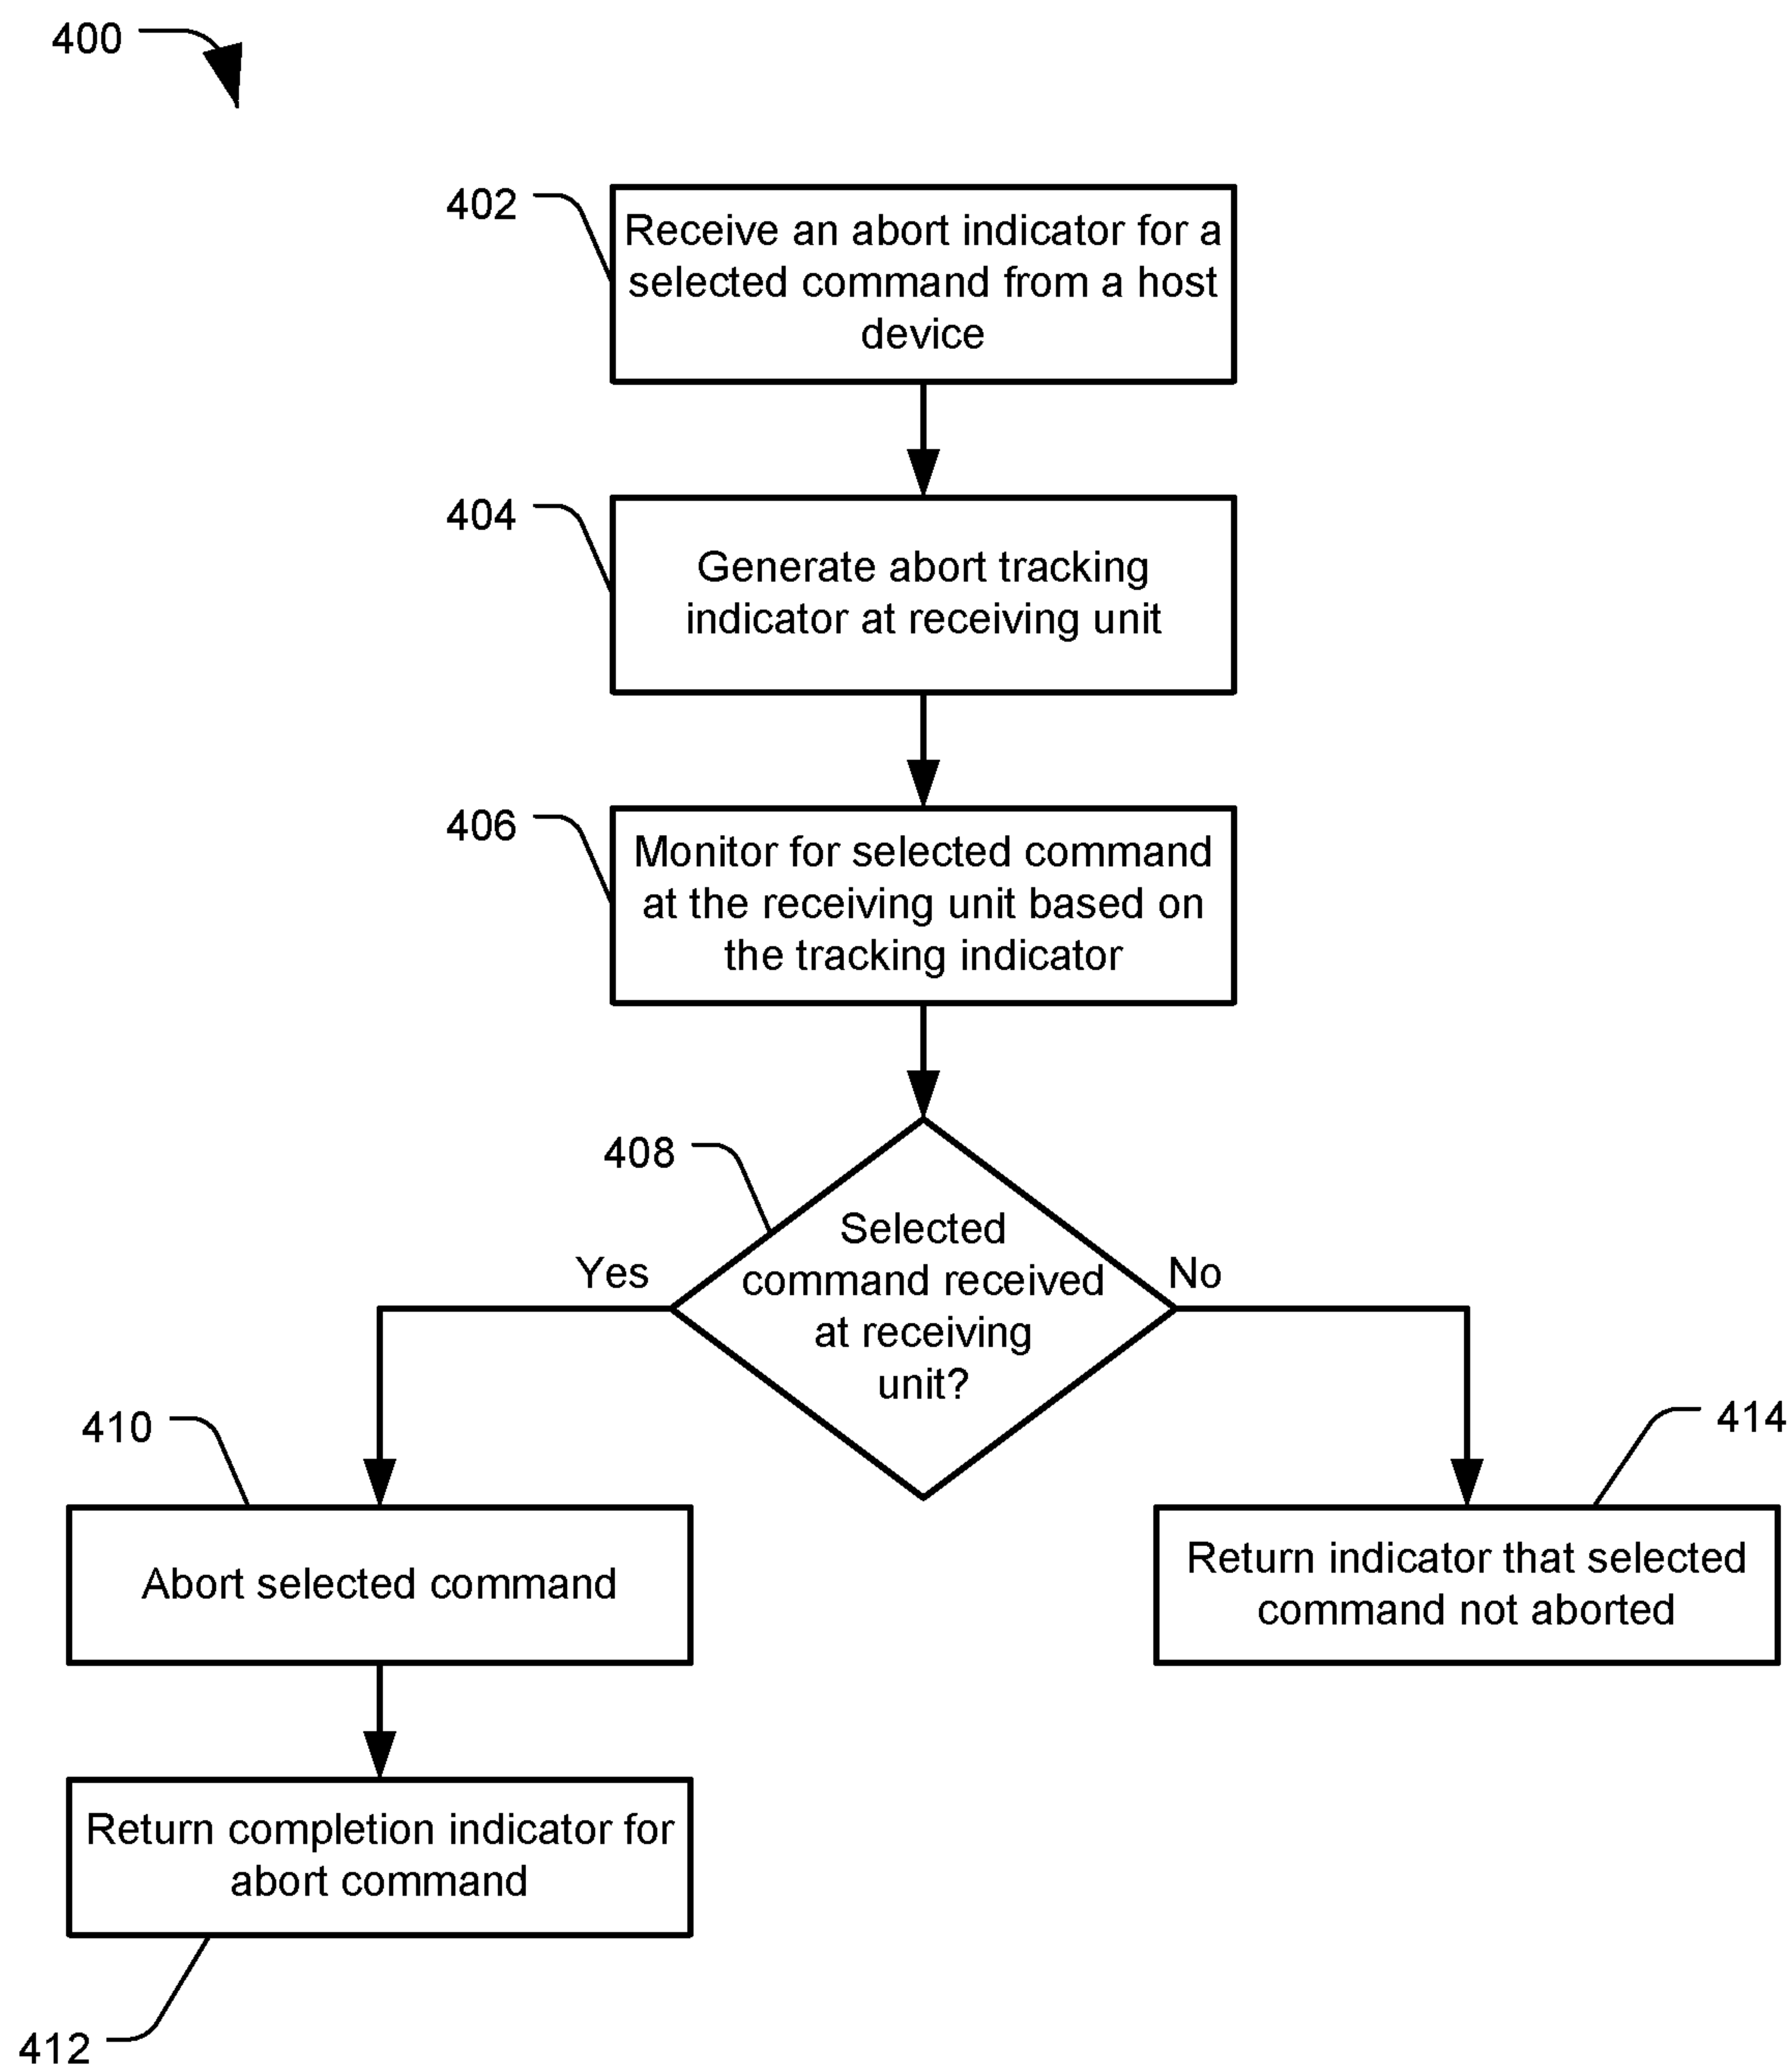 400
402
Receive an abort indicator for a
selected command from a host
device
404
Generate abort tracking
indicator at receiving unit
406
Monitor for selected command
at the receiving unit based on
the tracking indicator
408
Selected
command received
at receiving
unit?
Yes
No
410
Abort selected command
414
Return indicator that selected
command not aborted
Return completion indicator for
abort command
412